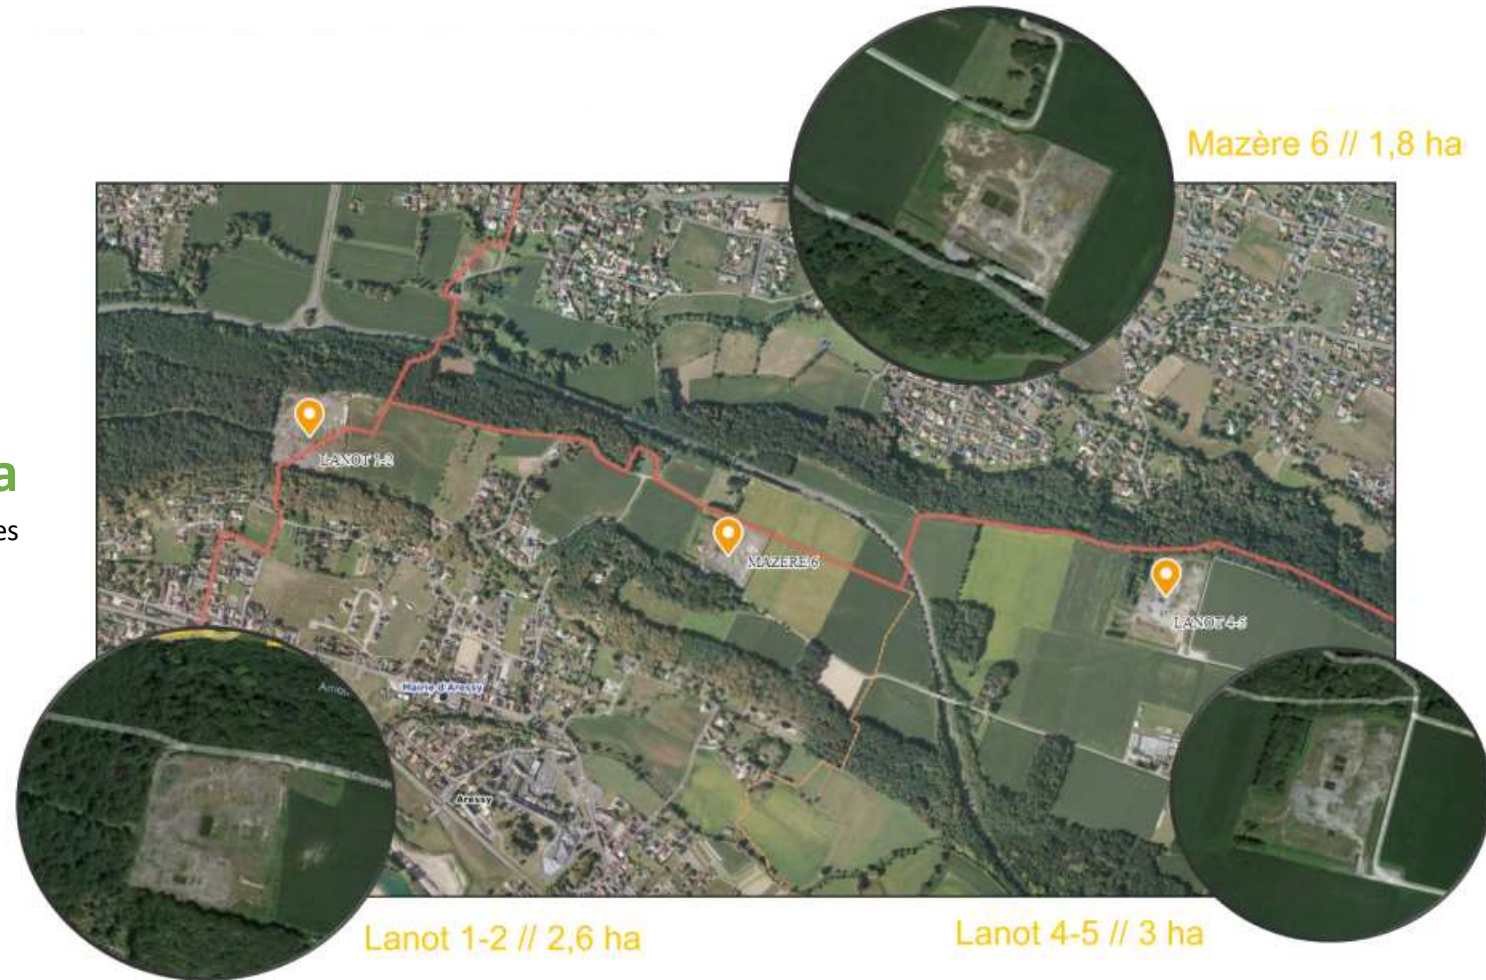 Mazère 6 // 1,8 ha
LANOT 1-2
a
es
MAZERE 6
LANOT 4-5
Mairie d'Aressy
Aressy
Lanot 1-2 // 2,6 ha
Lanot 4-5 // 3 ha